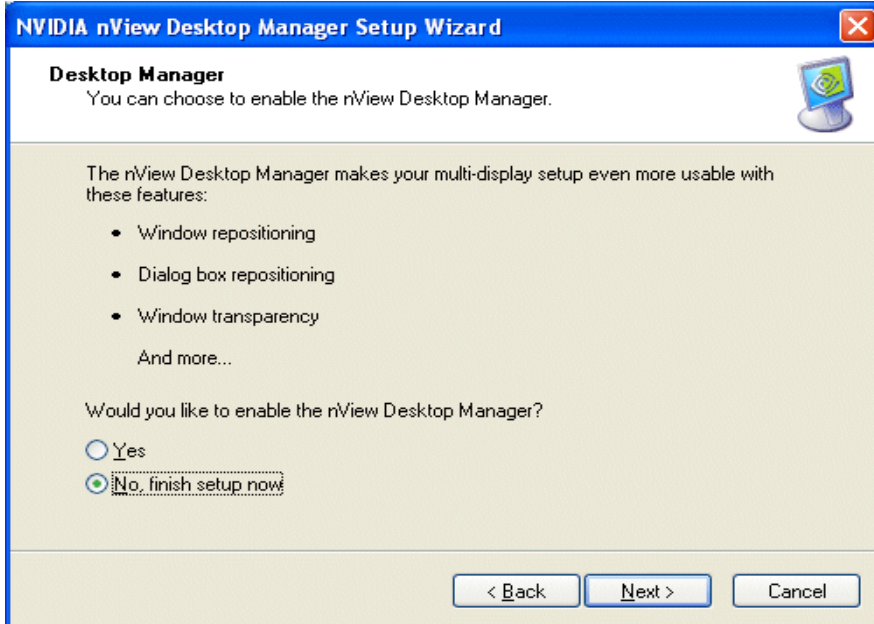 NVIDIA nView Desktop Manager Setup Wizard
Desktop Manager
You can choose to enable the nView Desktop Manager.
The nView Desktop Manager makes your multi-display setup even more usable with
these features:
• Window repositioning
• Dialog box repositioning
• Window transparency
And more...
Would you like to enable the nView Desktop Manager?
Yes
No, finish setup now
< Back Next > Cancel